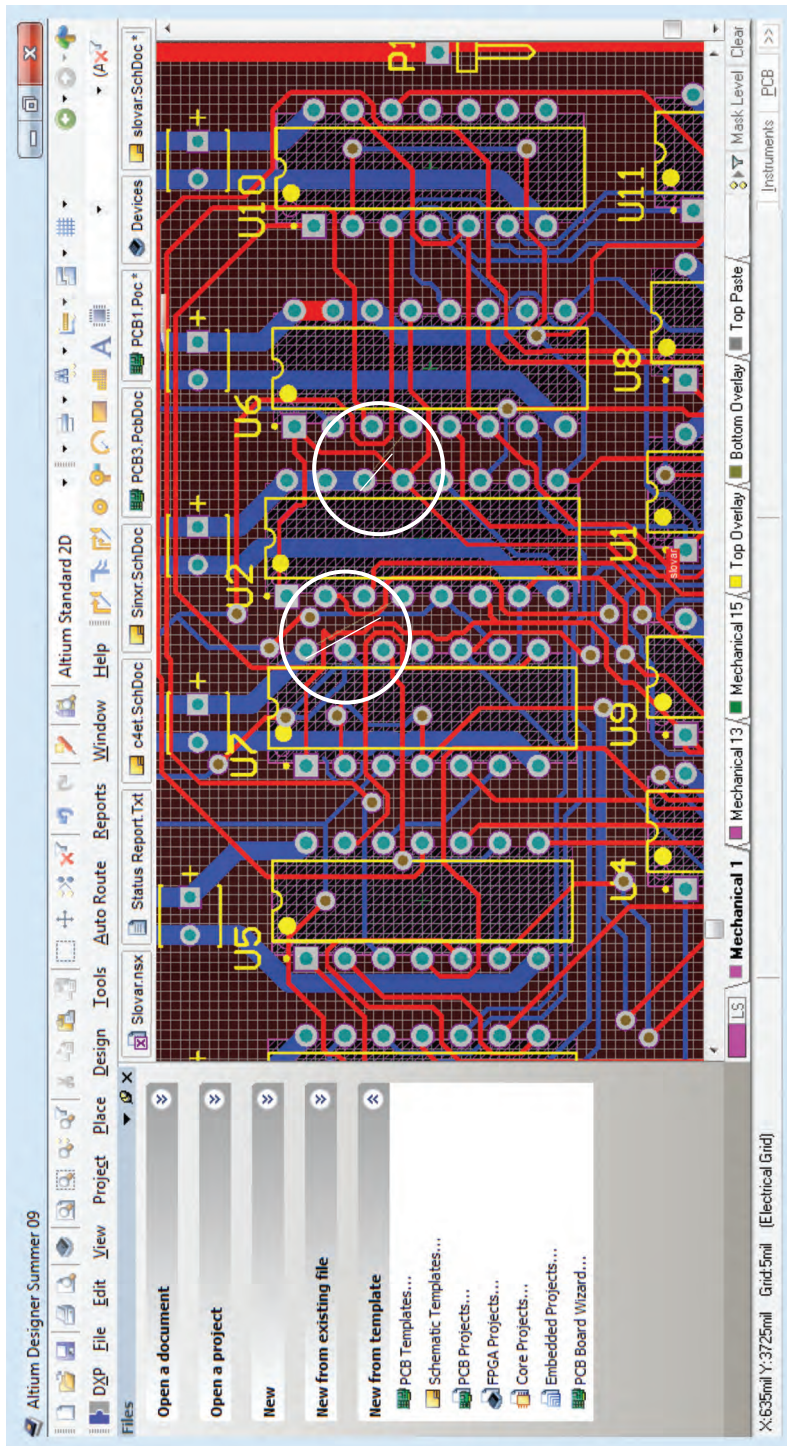 Altium Designer Summer 09
Altium Standard 2D
DXP File Edit View Project Place Design Tools Auto Route Reports Window Help
(A
Files
Slovar.nsx Status Report.Txt c4et.SchDoc Sinxr.SchDoc PCB3.PcbDoc PCB1.Poc * Devices slovar.SchDoc *
Open a document
Open a project
New
New from existing file
New from template
PCB Templates...
Schematic Templates...
PCB Projects...
FPGA Projects...
Core Projects...
Embedded Projects...
PCB Board Wizard...
U5
U7
U2
U6
U10
P1
U4
U9
U1
U8
U11
slovar
LS Mechanical 1 Mechanical 13 Mechanical 15 Top Overlay Bottom Overlay Top Paste Mask Level Clear
X:635mil Y:3725mil Grid:5mil (Electrical Grid)
Instruments PCB >>